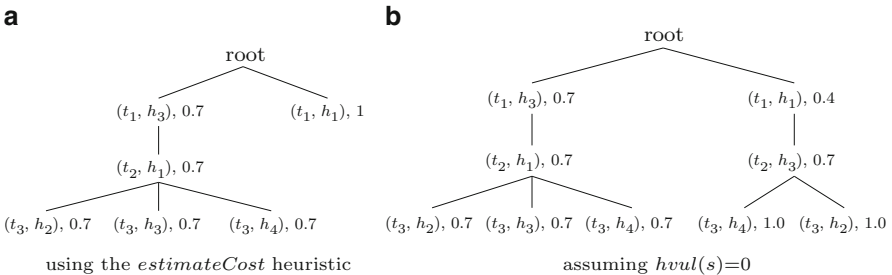 a
root
(t₁, h₃), 0.7
(t₁, h₁), 1
(t₂, h₁), 0.7
(t₃, h₂), 0.7 (t₃, h₃), 0.7 (t₃, h₄), 0.7
using the estimateCost heuristic
b
root
(t₁, h₃), 0.7
(t₁, h₁), 0.4
(t₂, h₁), 0.7
(t₂, h₃), 0.7
(t₃, h₂), 0.7 (t₃, h₃), 0.7 (t₃, h₄), 0.7
(t₃, h₄), 1.0 (t₃, h₂), 1.0
assuming hvul(s)=0